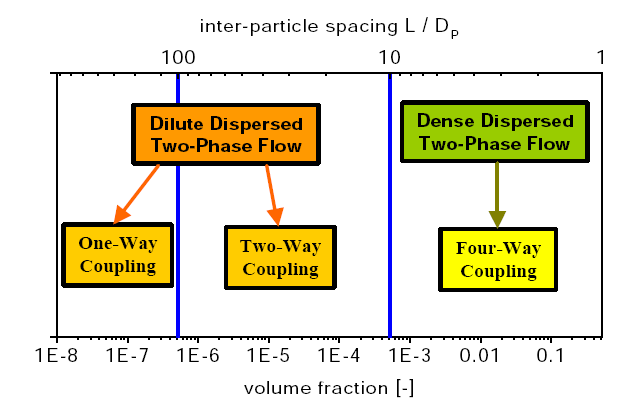 inter-particle spacing L / DP
100 10 1
Dilute Dispersed
Two-Phase Flow
Dense Dispersed
Two-Phase Flow
One-Way
Coupling
Two-Way
Coupling
Four-Way
Coupling
1E-8 1E-7 1E-6 1E-5 1E-4 1E-3 0.01 0.1
volume fraction [-]